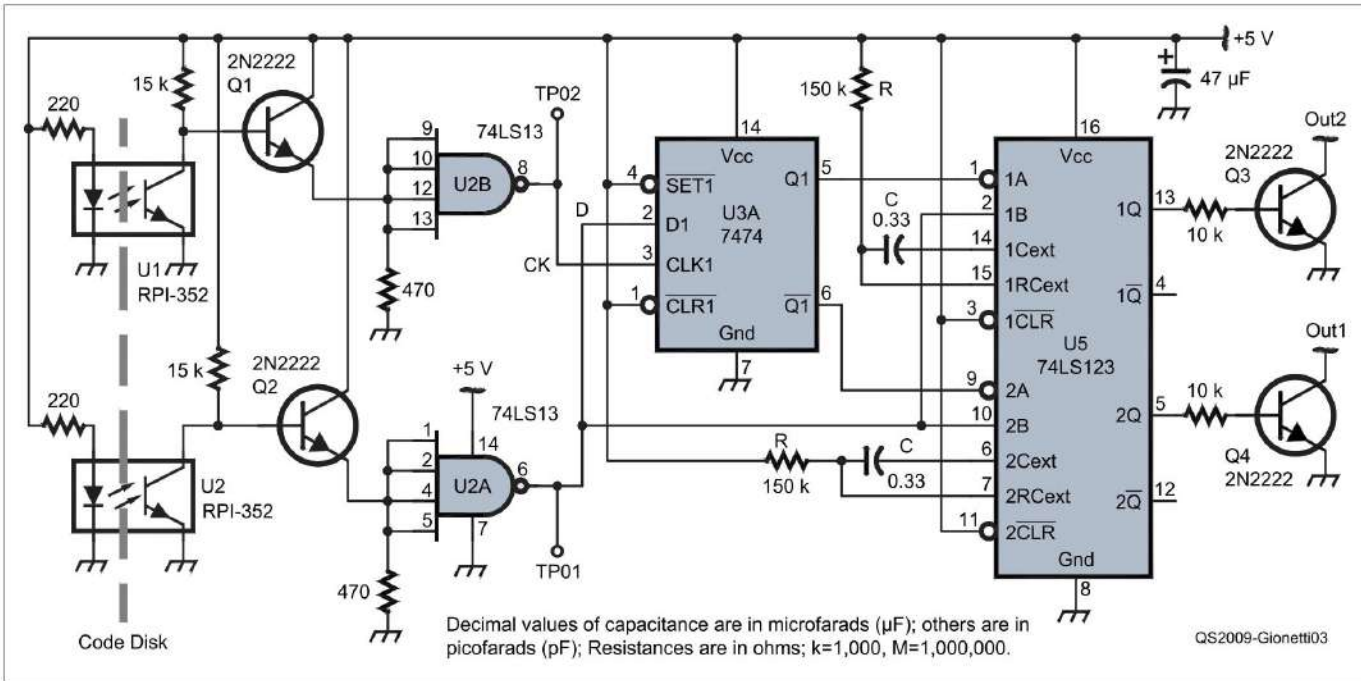 +5 V
47 µF
15 k
2N2222
Q1
220
U1
RPI-352
15 k
2N2222
Q2
220
U2
RPI-352
Code Disk
TP02
74LS13
9
10
12
13
U2B
8
470
+5 V
74LS13
1
2
4
5
14
U2A
6
7
470
TP01
D
CK
14
Vcc
4
SET1
Q1
5
U3A
7474
2
D1
3
CLK1
1
CLR1
Q1
6
Gnd
7
150 k
R
C
0.33
R
150 k
C
0.33
16
Vcc
1
1A
2
1B
14
1Cext
15
1RCext
3
1CLR
U5
74LS123
9
2A
10
2B
6
2Cext
7
2RCext
11
2CLR
Gnd
8
1Q
13
1Q
4
2Q
5
2Q
12
10 k
2N2222
Q3
Out2
10 k
Out1
Q4
2N2222
Decimal values of capacitance are in microfarads (µF); others are in
picofarads (pF); Resistances are in ohms; k=1,000, M=1,000,000.
QS2009-Gionetti03